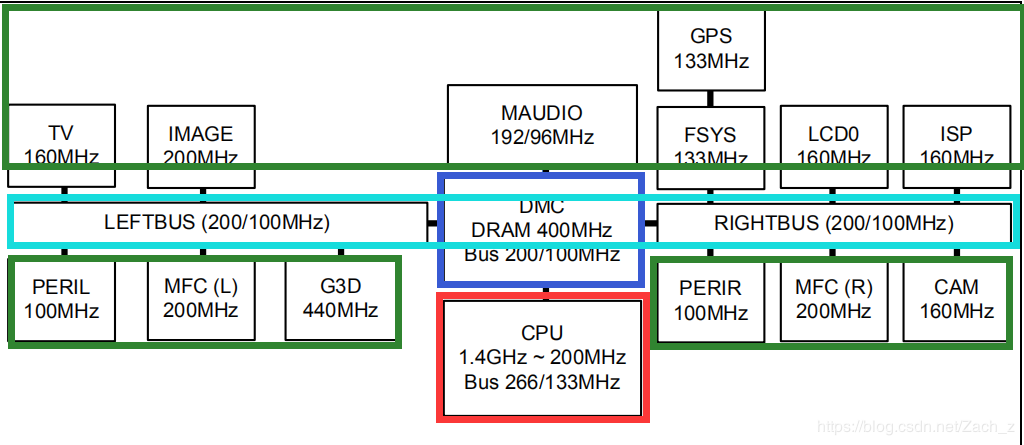 GPS
133MHz
TV
160MHz
IMAGE
200MHz
MAUDIO
192/96MHz
FSYS
133MHz
LCD0
160MHz
ISP
160MHz
LEFTBUS (200/100MHz)
DMC
DRAM 400MHz
Bus 200/100MHz
RIGHTBUS (200/100MHz)
PERIL
100MHz
MFC (L)
200MHz
G3D
440MHz
PERIR
100MHz
MFC (R)
200MHz
CAM
160MHz
CPU
1.4GHz ~ 200MHz
Bus 266/133MHz
https://blog.csdn.net/Zach_z